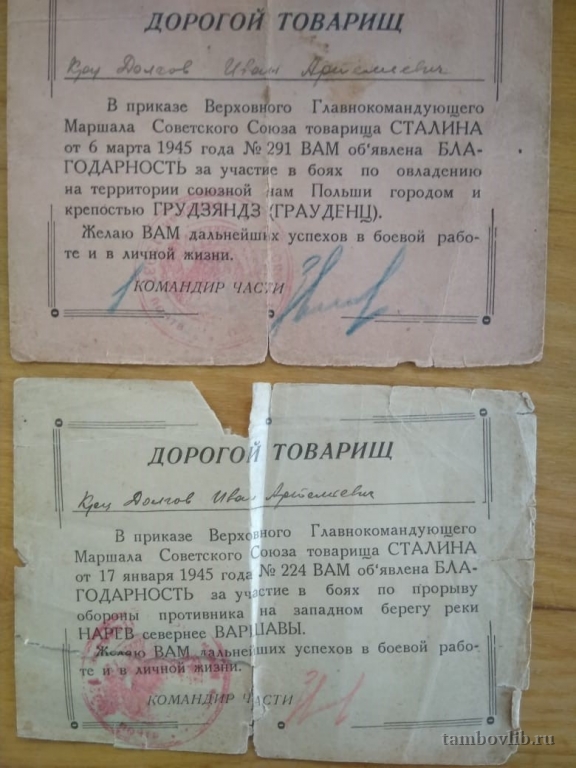 ДОРОГОЙ ТОВАРИЩ
Крц Долгов Иван Артемиевич
В приказе Верховного Главнокомандующего
Маршала Советского Союза товарища СТАЛИНА
от 6 марта 1945 года № 291 ВАМ об'явлена БЛА-
ГОДАРНОСТЬ за участие в боях по овладению
на территории союзной нам Польши городом и
крепостью ГРУДЗЯНДЗ (ГРАУДЕНЦ).
Желаю ВАМ дальнейших успехов в боевой рабо-
те и в личной жизни.
КОМАНДИР ЧАСТИ
ДОРОГОЙ ТОВАРИЩ
Крц Долгов Иван Артемиевич
В приказе Верховного Главнокомандующего
Маршала Советского Союза товарища СТАЛИНА
от 17 января 1945 года № 224 ВАМ об'явлена БЛА-
ГОДАРНОСТЬ за участие в боях по прорыву
обороны противника на западном берегу реки
НАРЕВ севернее ВАРШАВЫ.
Желаю ВАМ дальнейших успехов в боевой рабо-
те и в личной жизни.
КОМАНДИР ЧАСТИ
tambovlib.ru